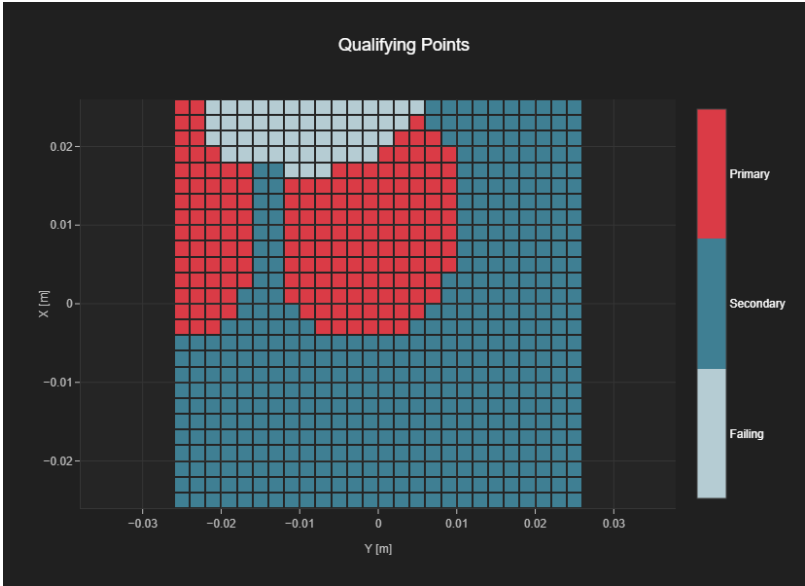 Qualifying Points
0.02
0.01
0
−0.01
−0.02
X [m]
−0.03
−0.02
−0.01
0
0.01
0.02
0.03
Y [m]
Primary
Secondary
Failing